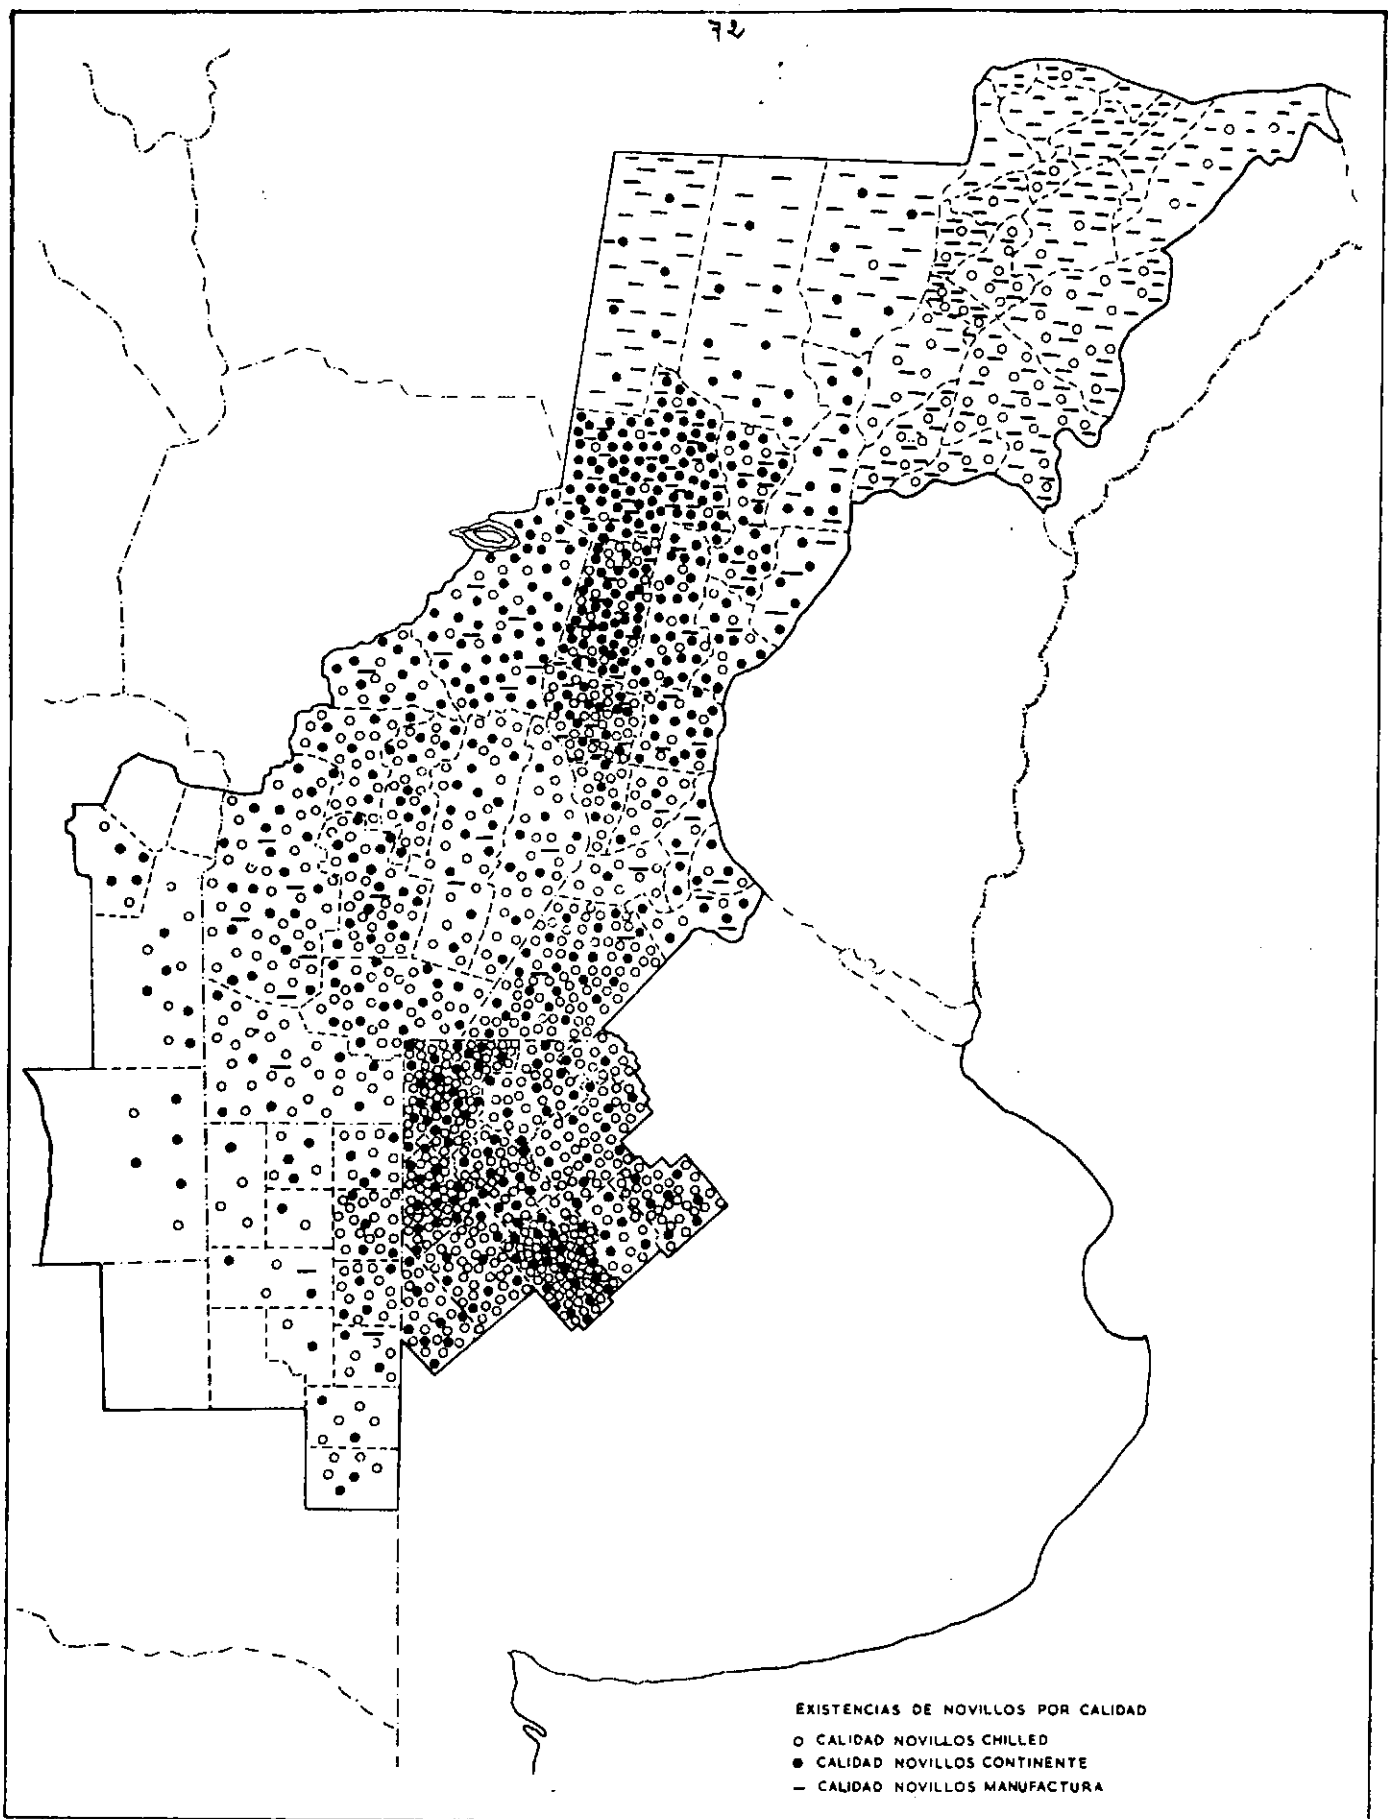 72
EXISTENCIAS DE NOVILLOS POR CALIDAD
CALIDAD NOVILLOS CHILLED
CALIDAD NOVILLOS CONTINENTE
CALIDAD NOVILLOS MANUFACTURA